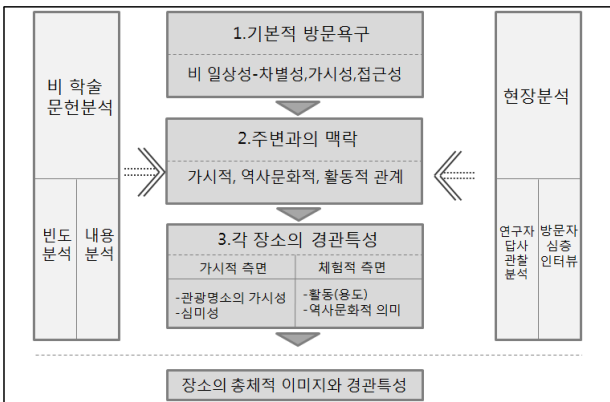 비 학술
문헌분석
빈도
분석
내용
분석
1.기본적 방문욕구
비 일상성-차별성,가시성,접근성
2.주변과의 맥락
가시적, 역사문화적, 활동적 관계
3.각 장소의 경관특성
가시적 측면
-관광명소의 가시성
-심미성
체험적 측면
-활동(용도)
-역사문화적 의미
장소의 총체적 이미지와 경관특성
현장분석
연구자
답사
관찰
분석
방문자
심층
인터뷰